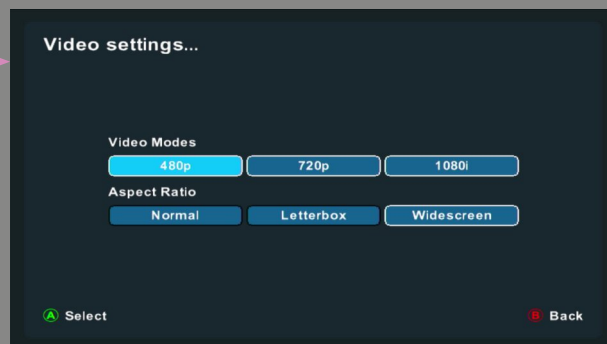 Video settings...
Video Modes
480p 720p 1080i
Aspect Ratio
Normal Letterbox Widescreen
A Select B Back